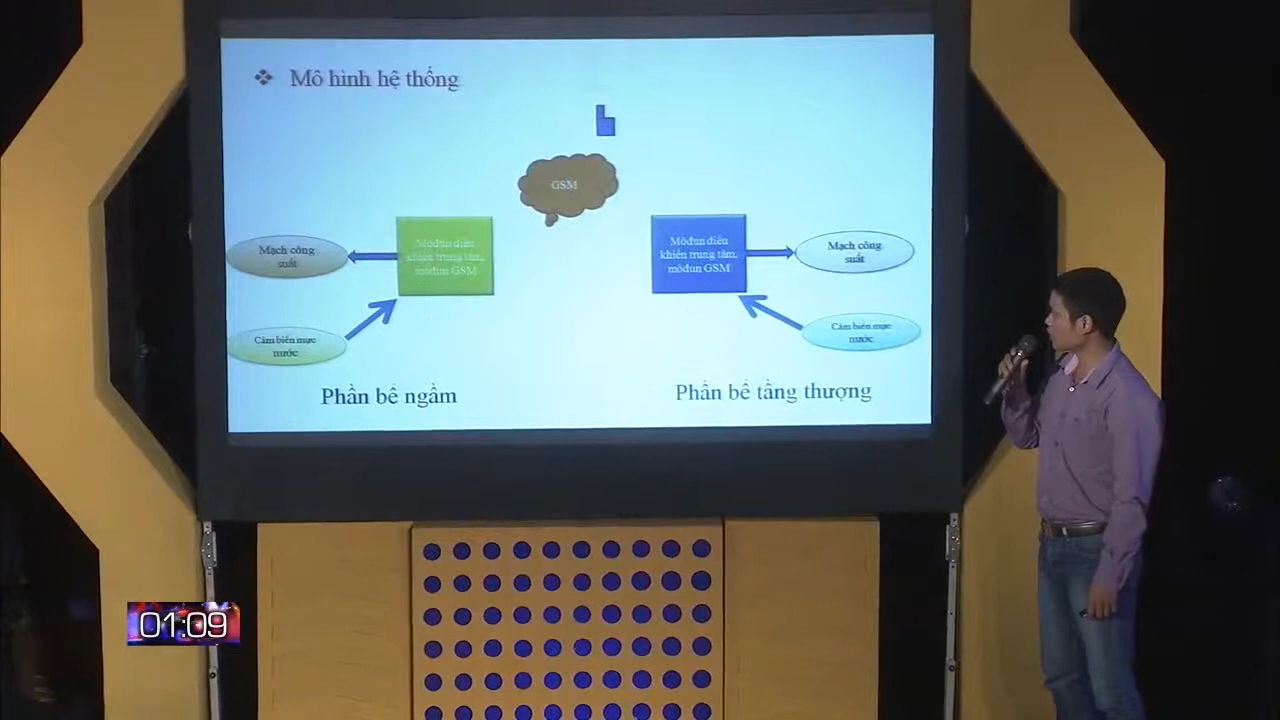 ❖ Mô hình hệ thống
GSM
Mạch công
suất
Môđun điều
khiển trung tâm,
môđun GSM
Cảm biến mực
nước
Phần bể ngầm
Môđun điều
khiển trung tâm,
môđun GSM
Mạch công
suất
Cảm biến mực
nước
Phần bể tầng thượng
01:09